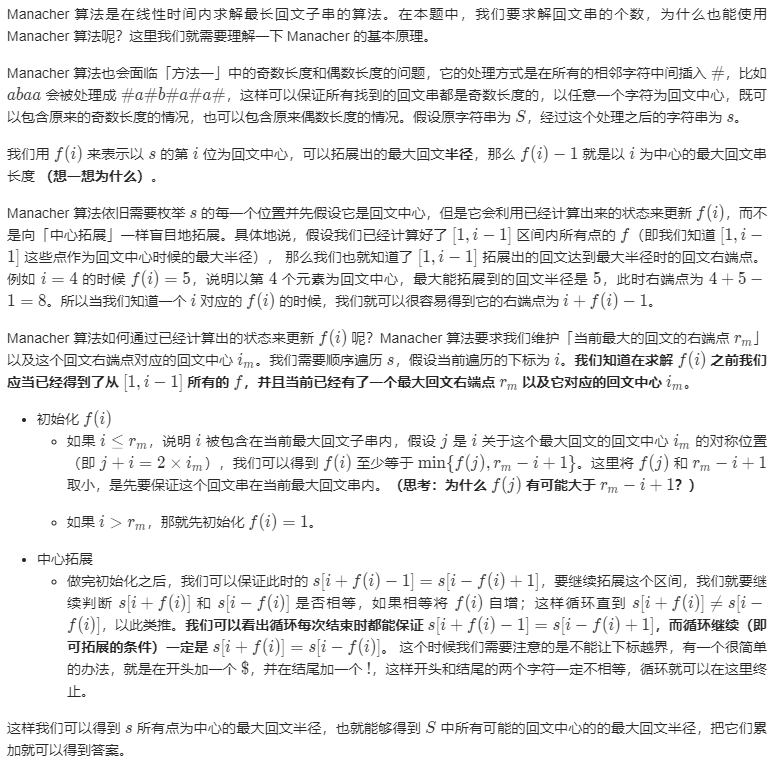 Manacher 算法是在线性时间内求解最长回文子串的算法。在本题中，我们要求解回文串的个数，为什么也能使用
Manacher 算法呢？这里我们就需要理解一下 Manacher 的基本原理。
Manacher 算法也会面临「方法一」中的奇数长度和偶数长度的问题，它的处理方式是在所有的相邻字符中间插入 #，比如
abaa 会被处理成 #a#b#a#a#，这样可以保证所有找到的回文串都是奇数长度的，以任意一个字符为回文中心，既可
以包含原来的奇数长度的情况，也可以包含原来偶数长度的情况。假设原字符串为 S，经过这个处理之后的字符串为 s。
我们用 f(i) 来表示以 s 的第 i 位为回文中心，可以拓展出的最大回文半径，那么 f(i) − 1 就是以 i 为中心的最大回文串
长度 （想一想为什么）。
Manacher 算法依旧需要枚举 s 的每一个位置并先假设它是回文中心，但是它会利用已经计算出来的状态来更新 f(i)，而不
是向「中心拓展」一样盲目地拓展。具体地说，假设我们已经计算好了 [1, i − 1] 区间内所有点的 f（即我们知道 [1, i −
1] 这些点作为回文中心时候的最大半径）， 那么我们也就知道了 [1, i − 1] 拓展出的回文达到最大半径时的回文右端点。
例如 i = 4 的时候 f(i) = 5，说明以第 4 个元素为回文中心，最大能拓展到的回文半径是 5，此时右端点为 4 + 5 −
1 = 8。所以当我们知道一个 i 对应的 f(i) 的时候，我们就可以很容易得到它的右端点为 i + f(i) − 1。
Manacher 算法如何通过已经计算出的状态来更新 f(i) 呢？Manacher 算法要求我们维护「当前最大的回文的右端点 rₘ」
以及这个回文右端点对应的回文中心 iₘ。我们需要顺序遍历 s，假设当前遍历的下标为 i。我们知道在求解 f(i) 之前我们
应当已经得到了从 [1, i − 1] 所有的 f，并且当前已经有了一个最大回文右端点 rₘ 以及它对应的回文中心 iₘ。
• 初始化 f(i)
◦ 如果 i ≤ rₘ，说明 i 被包含在当前最大回文子串内，假设 j 是 i 关于这个最大回文的回文中心 iₘ 的对称位置
（即 j + i = 2 × iₘ），我们可以得到 f(i) 至少等于 min{f(j), rₘ − i + 1}。这里将 f(j) 和 rₘ − i + 1
取小，是先要保证这个回文串在当前最大回文串内。（思考：为什么 f(j) 有可能大于 rₘ − i + 1？）
◦ 如果 i > rₘ，那就先初始化 f(i) = 1。
• 中心拓展
◦ 做完初始化之后，我们可以保证此时的 s[i + f(i) − 1] = s[i − f(i) + 1]，要继续拓展这个区间，我们就要继
续判断 s[i + f(i)] 和 s[i − f(i)] 是否相等，如果相等将 f(i) 自增；这样循环直到 s[i + f(i)] ≠ s[i −
f(i)]，以此类推。我们可以看出循环每次结束时都能保证 s[i + f(i) − 1] = s[i − f(i) + 1]，而循环继续（即
可拓展的条件）一定是 s[i + f(i)] = s[i − f(i)]。 这个时候我们需要注意的是不能让下标越界，有一个很简单
的办法，就是在开头加一个 $，并在结尾加一个 !，这样开头和结尾的两个字符一定不相等，循环就可以在这里终
止。
这样我们可以得到 s 所有点为中心的最大回文半径，也就能够得到 S 中所有可能的回文中心的的最大回文半径，把它们累
加就可以得到答案。